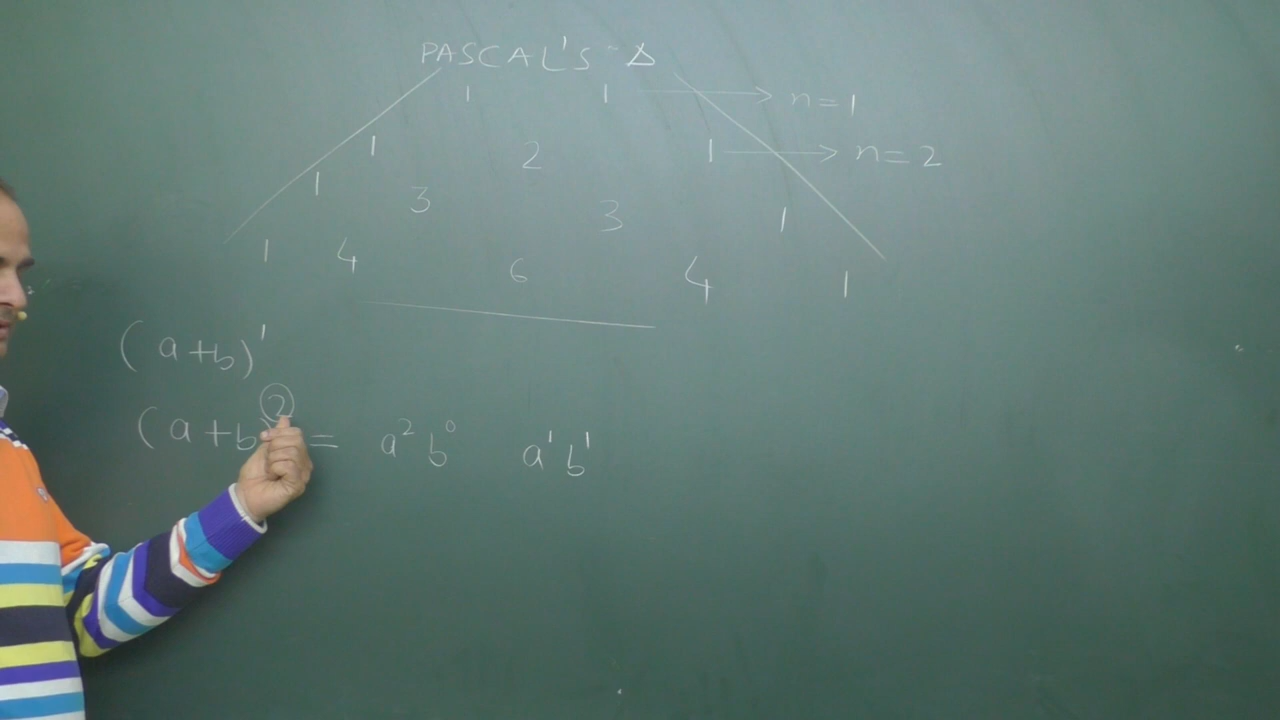 PASCAL'S Δ
1 1 → n=1
1 2 1 → n=2
1 3 3 1
1 4 6 4 1
(a+b)¹
(a+b)² = a²b⁰ a¹b¹